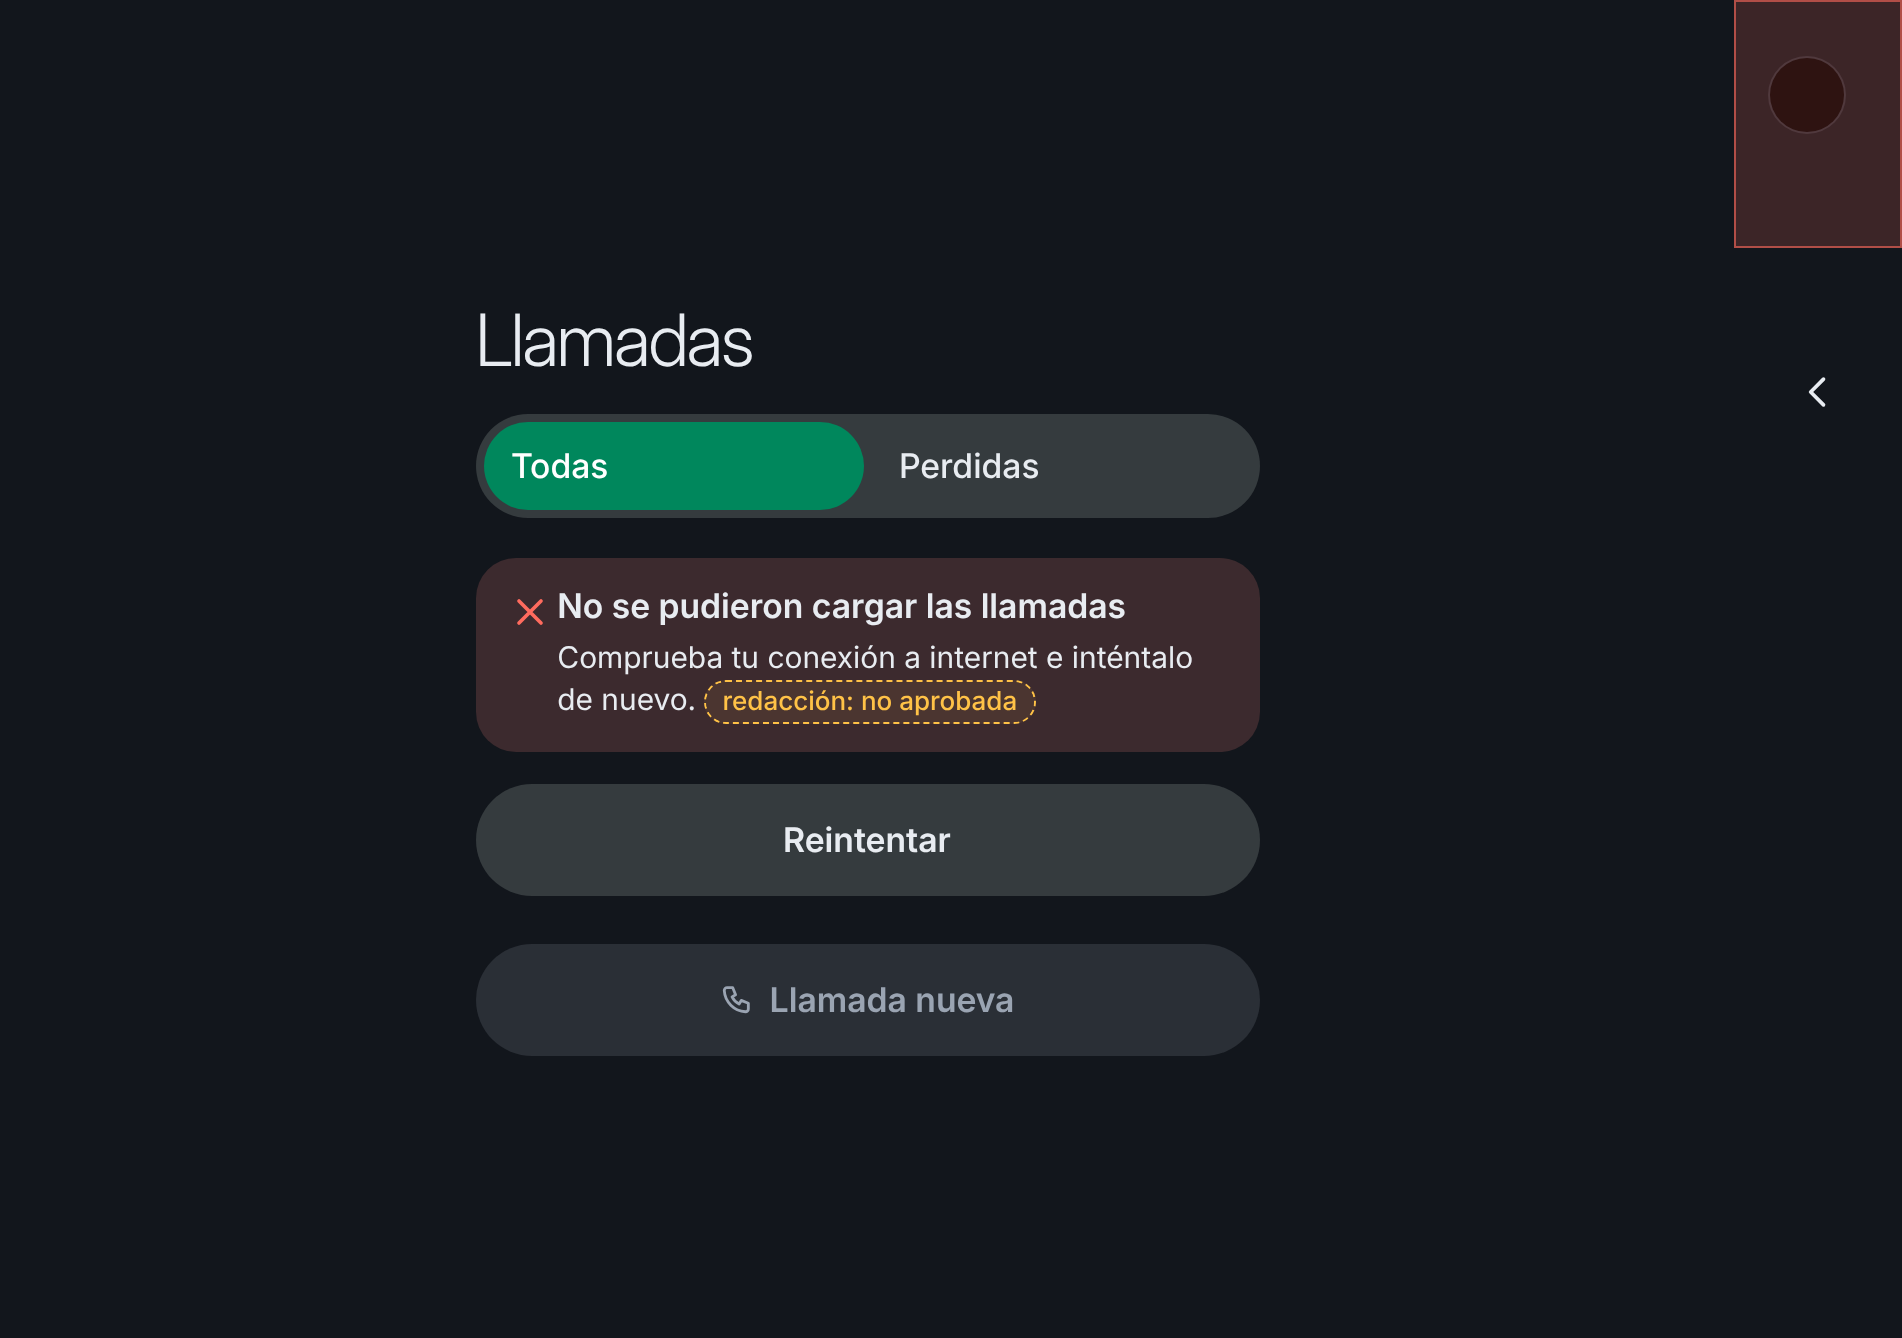 Llamadas
Todas
Perdidas
No se pudieron cargar las llamadas
Comprueba tu conexión a internet e inténtalo
de nuevo. redacción: no aprobada
Reintentar
Llamada nueva